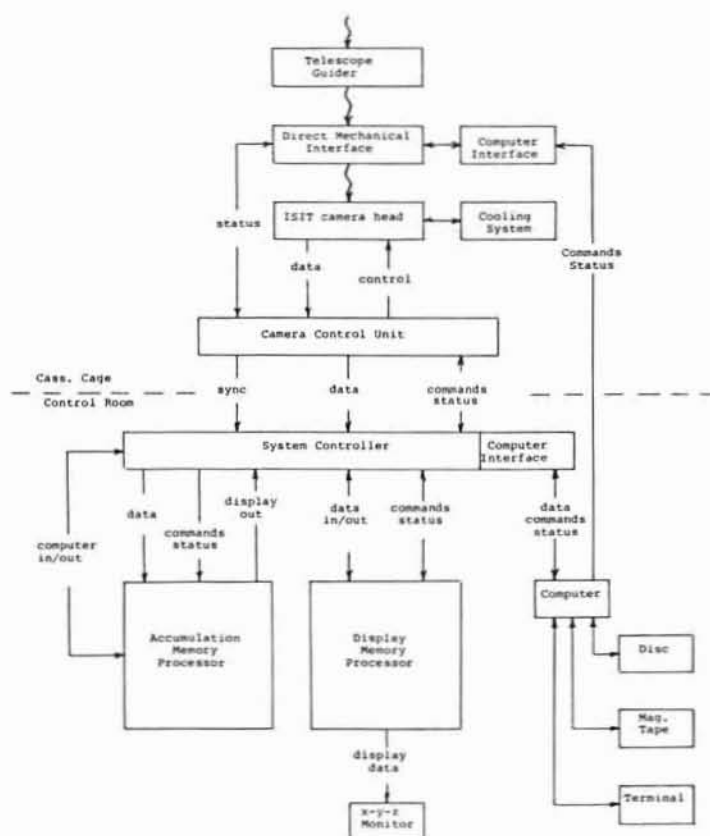 Telescope
Guider
Direct Mechanical
Interface
Computer
Interface
ISIT camera head
Cooling
System
status
data
control
Commands
Status
Camera Control Unit
Cass. Cage
Control Room
sync
data
commands
status
System Controller
Computer
Interface
data
commands
status
display
out
data
in/out
commands
status
data
commands
status
computer
in/out
Computer
Accumulation
Memory
Processor
Display
Memory
Processor
Disc
Mag.
Tape
display
data
Terminal
x-y-z
Monitor